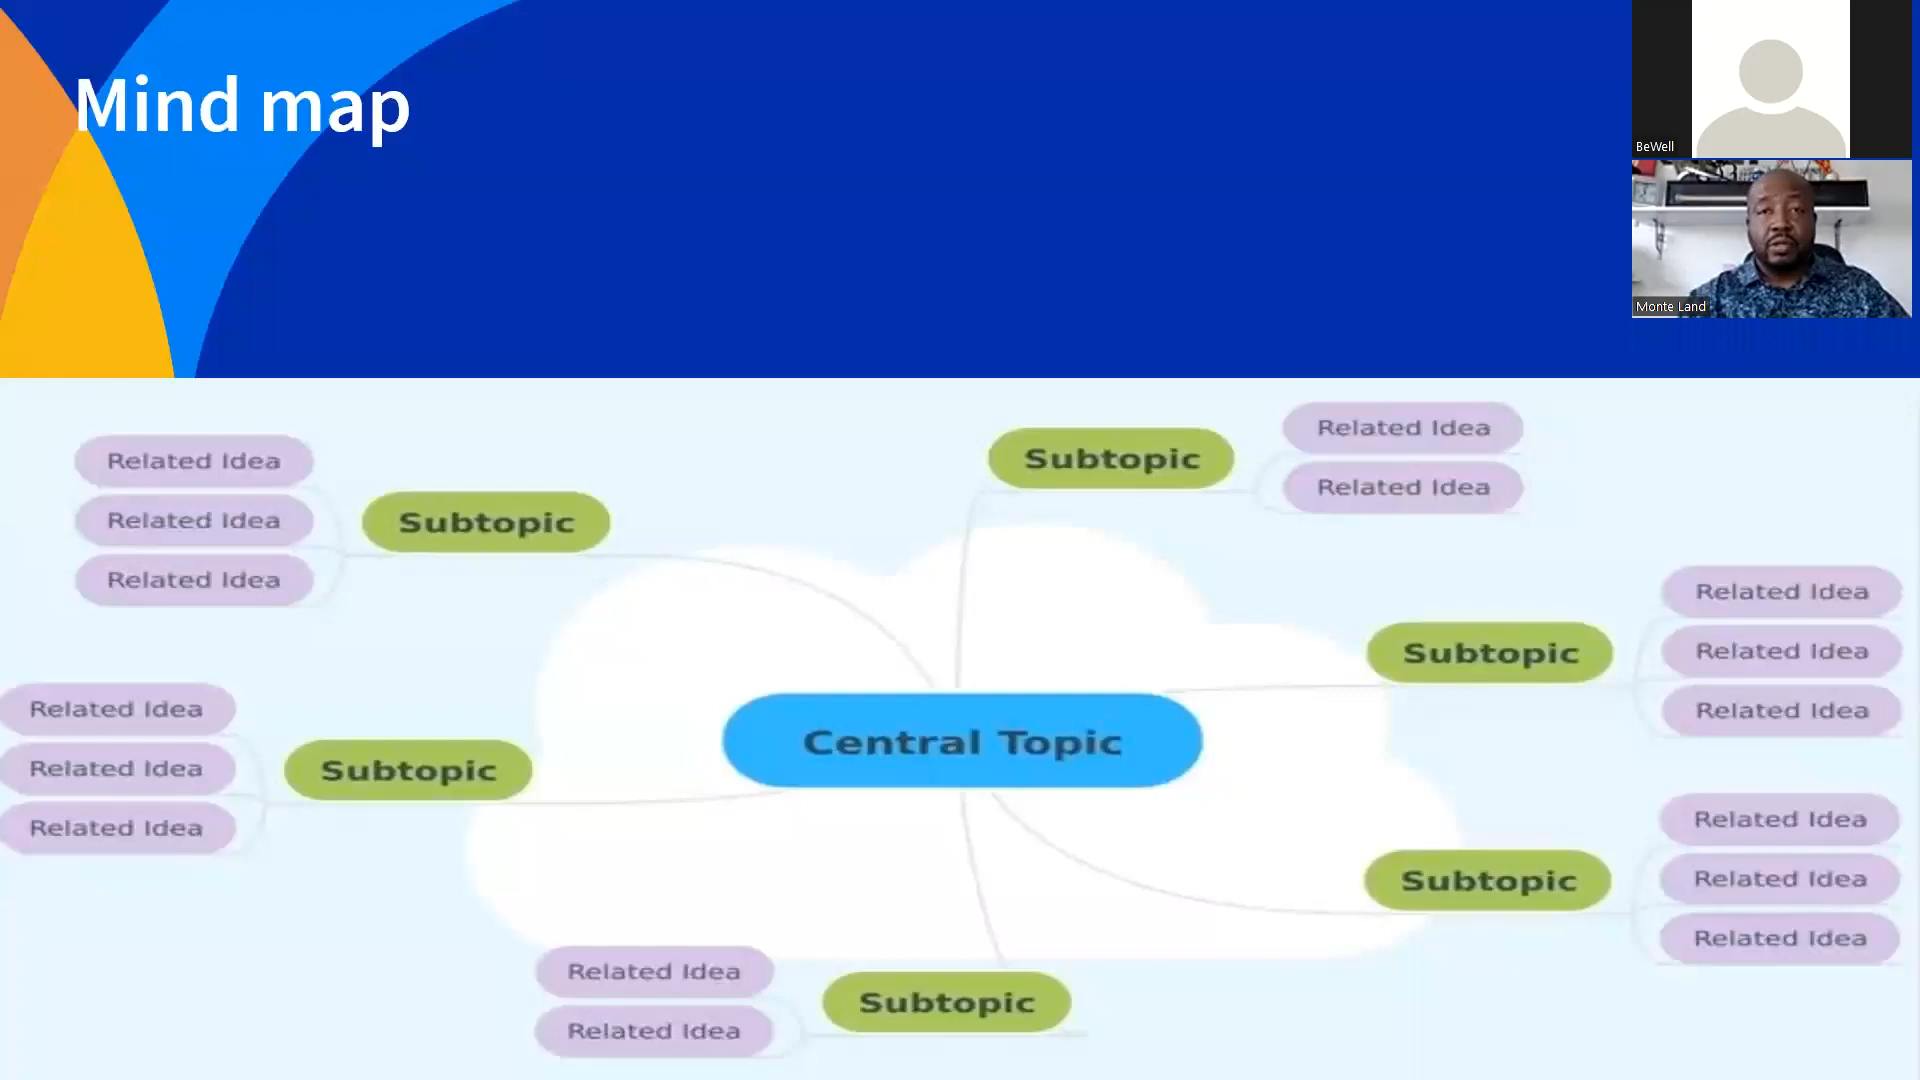 Mind map
BeWell
Monte Land
Related Idea
Related Idea
Related Idea
Subtopic
Subtopic
Related Idea
Related Idea
Subtopic
Related Idea
Related Idea
Related Idea
Central Topic
Related Idea
Related Idea
Related Idea
Subtopic
Subtopic
Related Idea
Related Idea
Related Idea
Related Idea
Related Idea
Subtopic